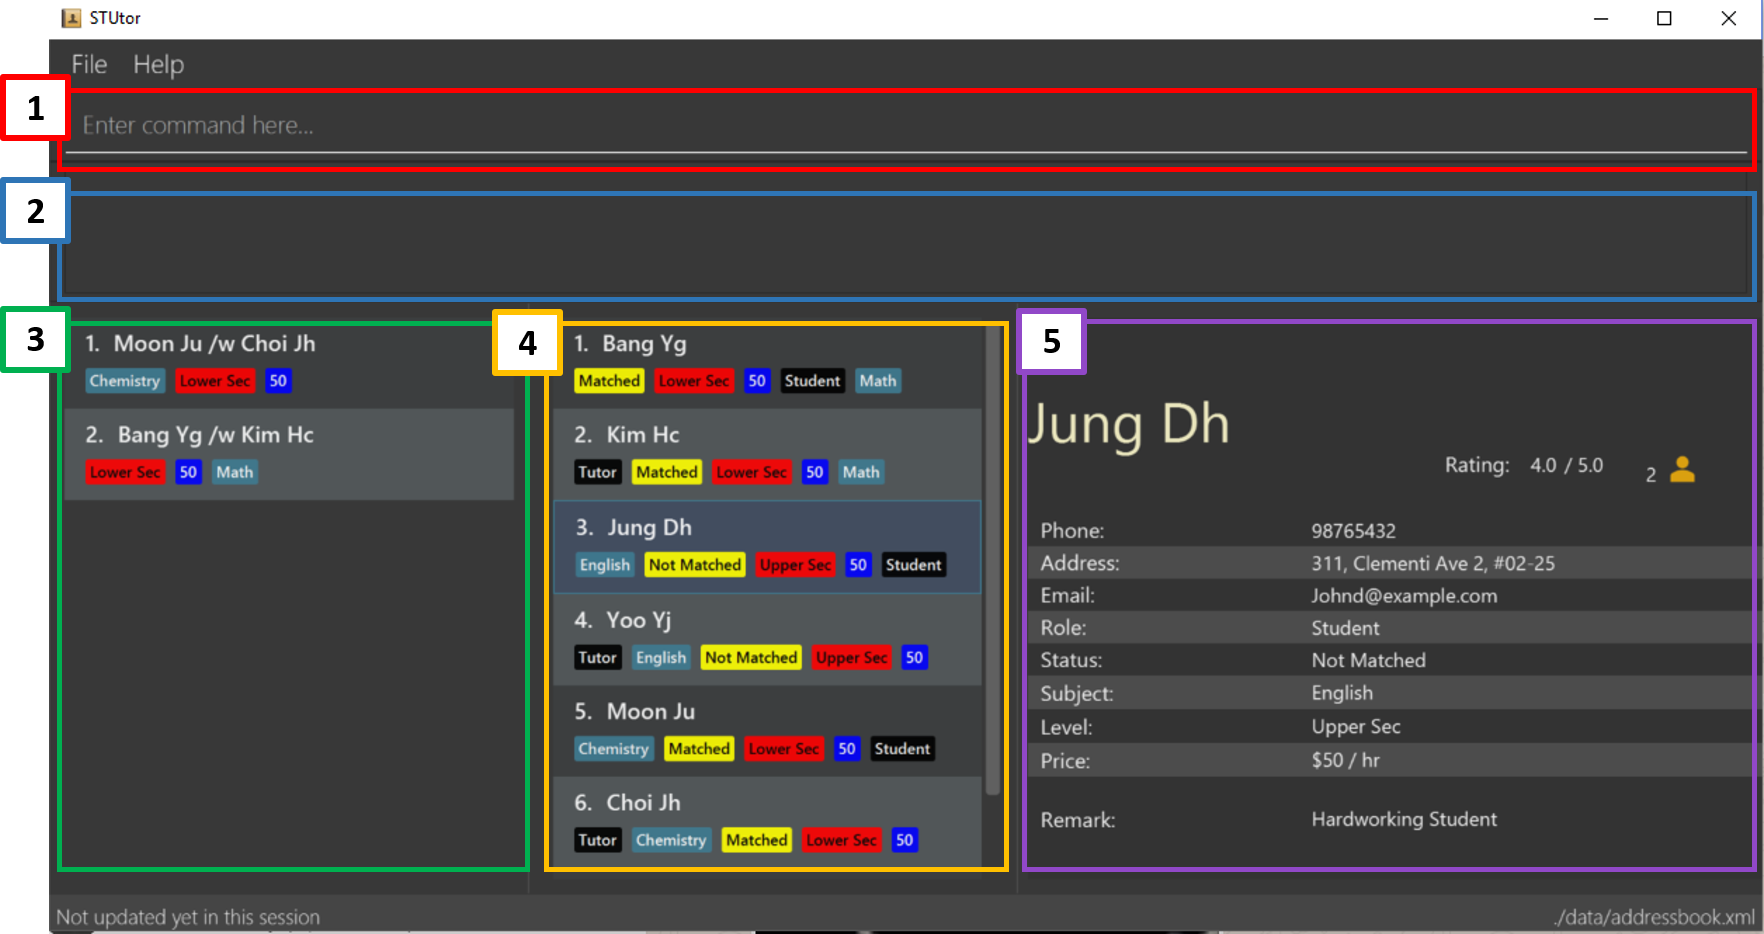 STUtor
File Help
1
Enter command here...
2
3
1. Moon Ju /w Choi Jh
Chemistry Lower Sec 50
2. Bang Yg /w Kim Hc
Lower Sec 50 Math
4
1. Bang Yg
Matched Lower Sec 50 Student Math
2. Kim Hc
Tutor Matched Lower Sec 50 Math
3. Jung Dh
English Not Matched Upper Sec 50 Student
4. Yoo Yj
Tutor English Not Matched Upper Sec 50
5. Moon Ju
Chemistry Matched Lower Sec 50 Student
6. Choi Jh
Tutor Chemistry Matched Lower Sec 50
5
Jung Dh
Rating: 4.0 / 5.0 2
Phone: 98765432
Address: 311, Clementi Ave 2, #02-25
Email: Johnd@example.com
Role: Student
Status: Not Matched
Subject: English
Level: Upper Sec
Price: $50 / hr
Remark: Hardworking Student
Not updated yet in this session ./data/addressbook.xml